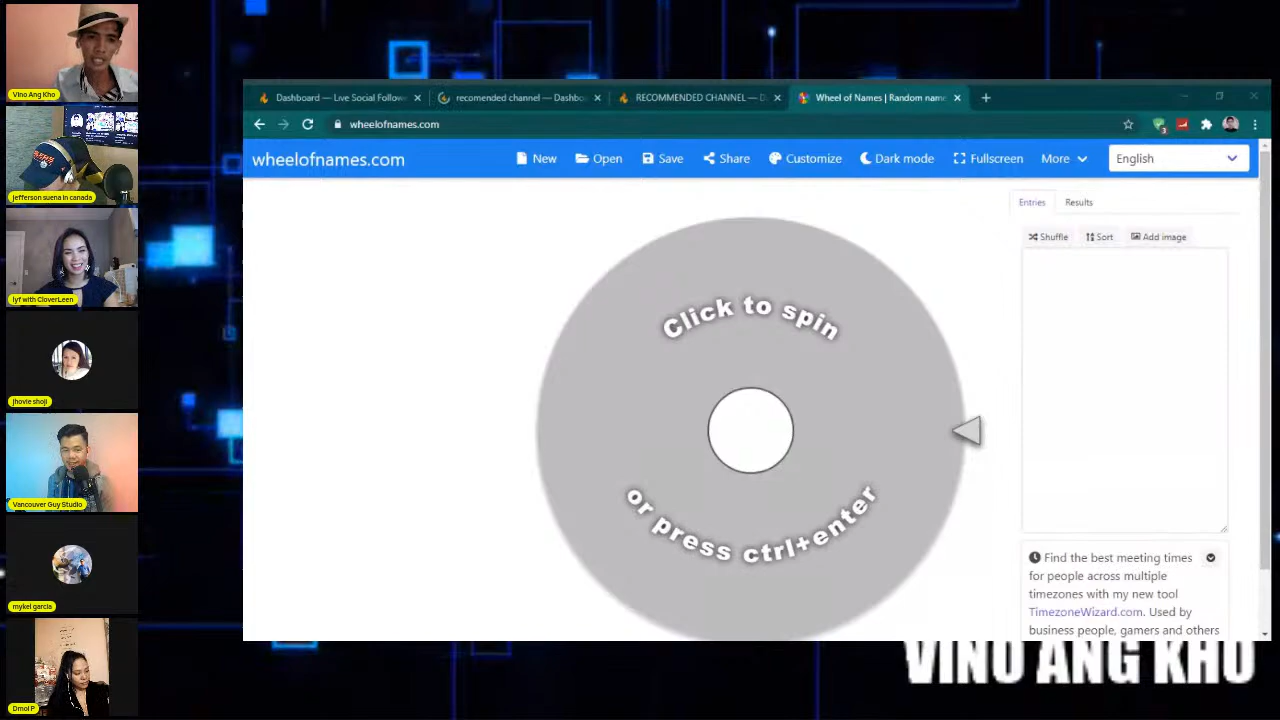 Vino Ang Kho
jefferson suena in canada
lyf with CloverLeen
jhovie shoji
Vancouver Guy Studio
mykel garcia
Dmol P
Dashboard — Live Social Follow
recomended channel — Dashbo
RECOMMENDED CHANNEL — D
Wheel of Names | Random name
wheelofnames.com
wheelofnames.com
New
Open
Save
Share
Customize
Dark mode
Fullscreen
More
English
Entries
Results
Shuffle
Sort
Add image
Click to spin
or press ctrl+enter
Find the best meeting times
for people across multiple
timezones with my new tool
TimezoneWizard.com. Used by
business people, gamers and others
VINO ANG KHO